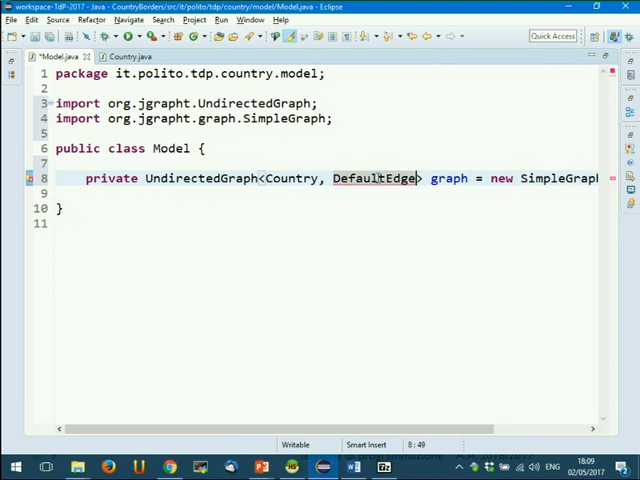 workspace-TdP-2017 - Java - CountryBorders/src/it/polito/tdp/country/model/Model.java - Eclipse
File Edit Source Refactor Navigate Search Project Run Window Help
Quick Access
*Model.java
Country.java
1 package it.polito.tdp.country.model;
2
3 import org.jgrapht.UndirectedGraph;
4 import org.jgrapht.graph.SimpleGraph;
5
6 public class Model {
7
8 private UndirectedGraph<Country, DefaultEdge> graph = new SimpleGraph
9
10 }
11
Writable Smart Insert 8 : 49
18:09
ENG
02/05/2017